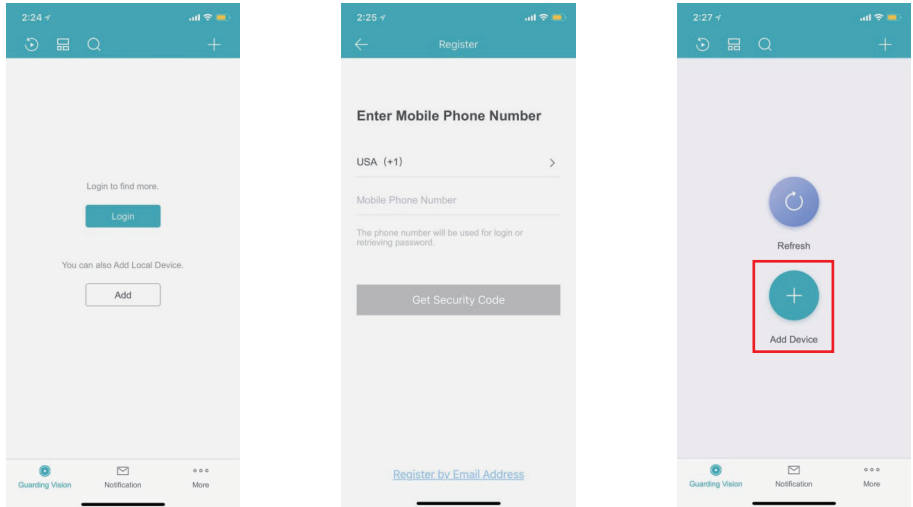 2:24
Login to find more.
Login
You can also Add Local Device.
Add
Guarding Vision
Notification
More
2:25
Register
Enter Mobile Phone Number
USA (+1)
Mobile Phone Number
The phone number will be used for login or
retrieving password.
Get Security Code
Register by Email Address
2:27
Refresh
Add Device
Guarding Vision
Notification
More